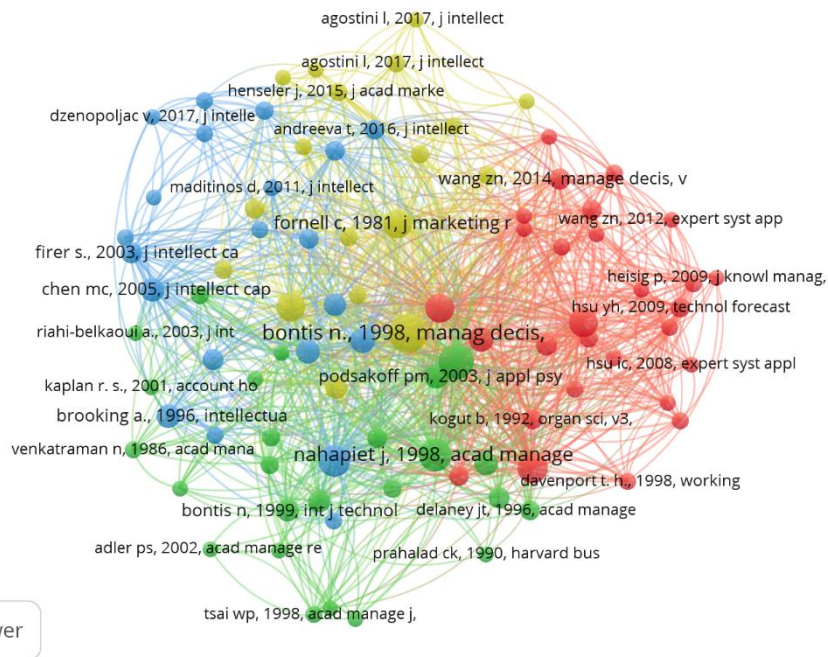 agostini l, 2017, j intellect
agostini l, 2017, j intellect
henseler j, 2015, j acad marke
dzenopoljac v, 2017, j intelle
andreeva t, 2016, j intellect
wang zn, 2014, manage decis, v
maditinos d, 2011, j intellect
fornell c, 1981, j marketing r
wang zn, 2012, expert syst app
firer s., 2003, j intellect ca
heisig p, 2009, j knowl manag,
chen mc, 2005, j intellect cap
hsu yh, 2009, technol forecast
riahi-belkaoui a., 2003, j int
bontis n., 1998, manag decis,
hsu ic, 2008, expert syst appl
podsakoff pm, 2003, j appl psy
kaplan r. s., 2001, account ho
brooking a., 1996, intellectua
kogut b, 1992, organ sci, v3,
venkatraman n, 1986, acad mana
nahapiet j, 1998, acad manage
davenport t. h., 1998, working
bontis n, 1999, int j technol
delaney jt, 1996, acad manage
adler ps, 2002, acad manage re
prahalad ck, 1990, harvard bus
tsai wp, 1998, acad manage j,